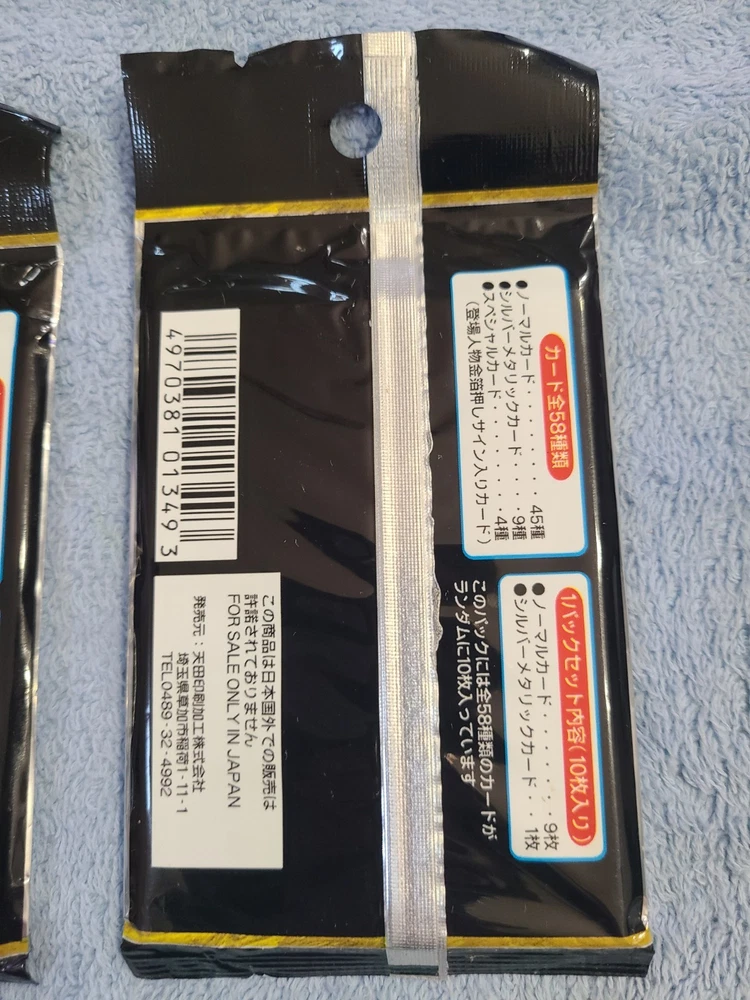 カード全58種類
●ノーマルカード・・・・・・・45種
●シルバーメタリックカード・・・9種
●スペシャルカード・・・・・・・4種
(登場人物金箔押しサイン入りカード)
1パックセット内容(10枚入り)
●ノーマルカード・・・・・・9枚
●シルバーメタリックカード・・1枚
このパックには全58種類のカードが
ランダムに10枚入っています
4970381 01349 3
この商品は日本国外での販売は
許諾されておりません
FOR SALE ONLY IN JAPAN
発売元：天田印刷加工株式会社
埼玉県草加市稲荷1-11-1
TEL0489-32-4992